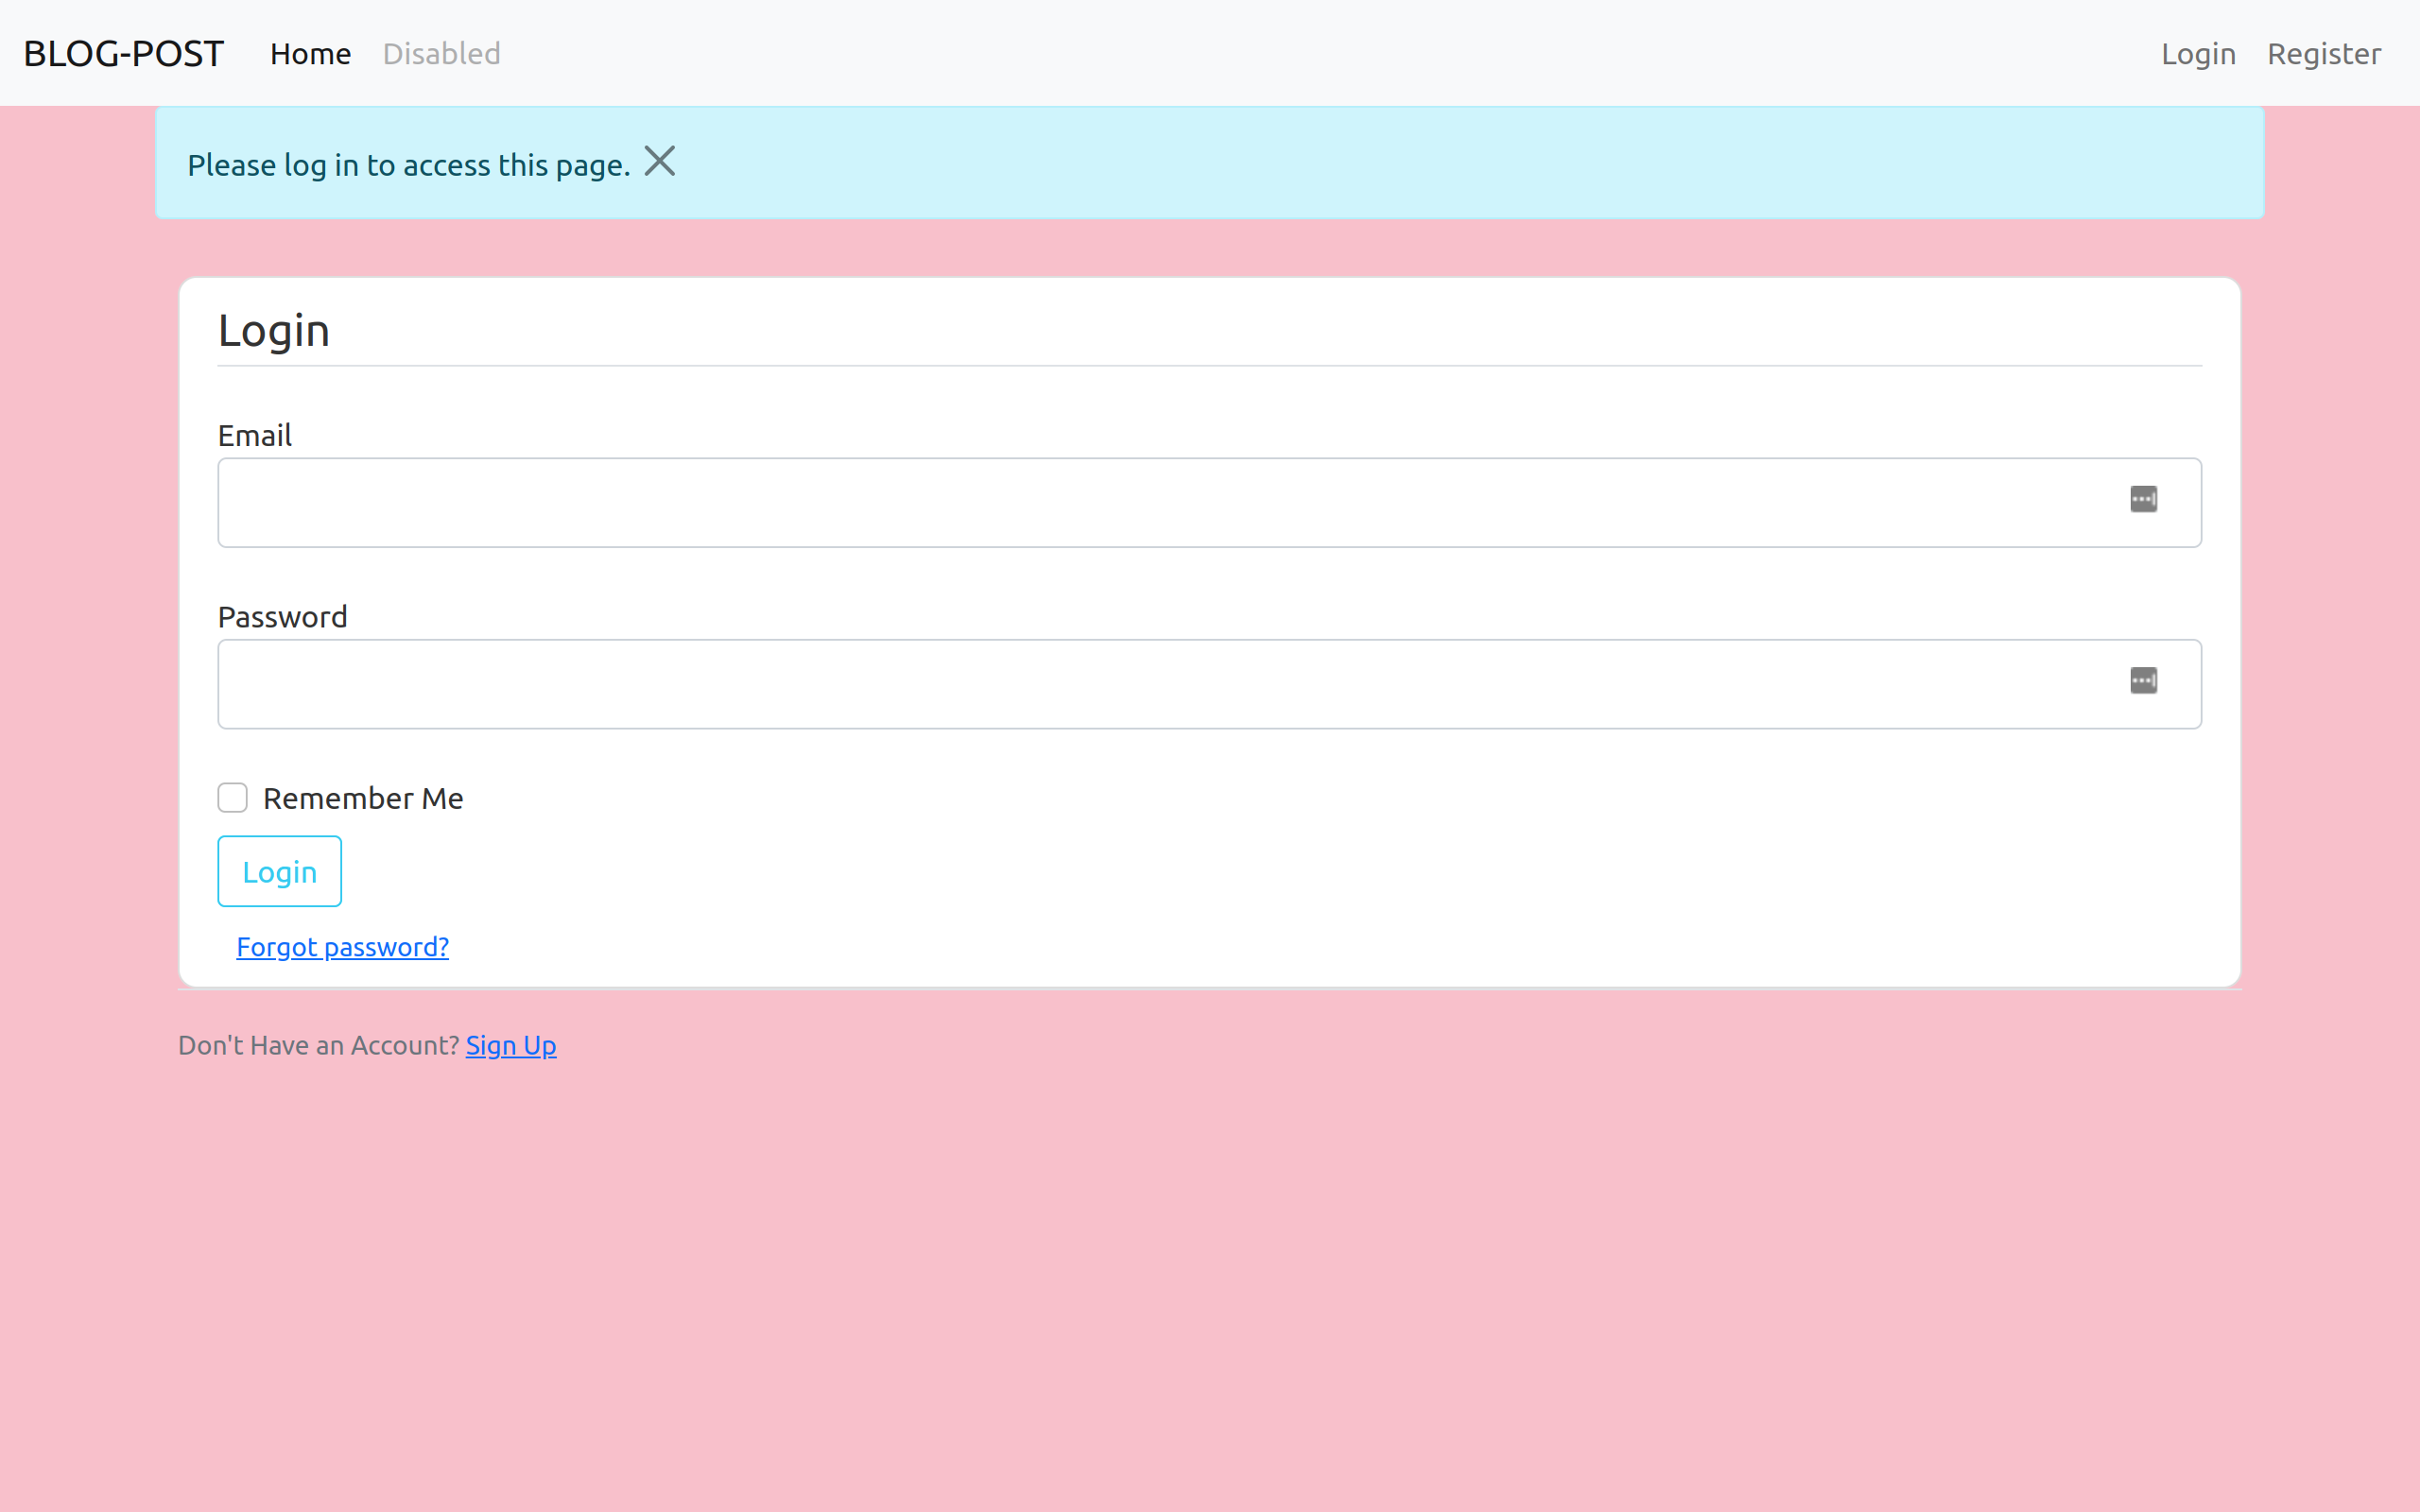 BLOG-POST Home Disabled Login Register
Please log in to access this page.
Login
Email
Password
Remember Me
Login
Forgot password?
Don't Have an Account? Sign Up